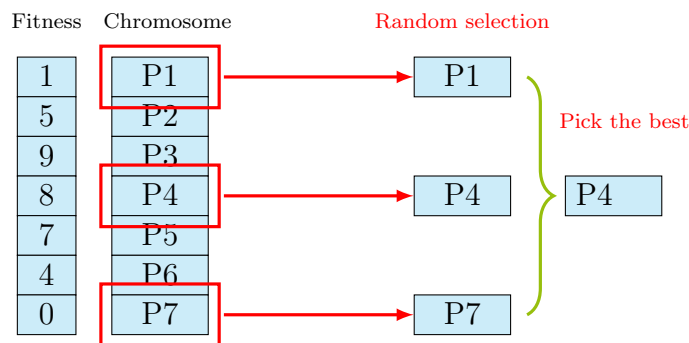 Fitness Chromosome Random selection
1 P1 P1
5 P2
Pick the best
9 P3
8 P4 P4 P4
7 P5
4 P6
0 P7 P7